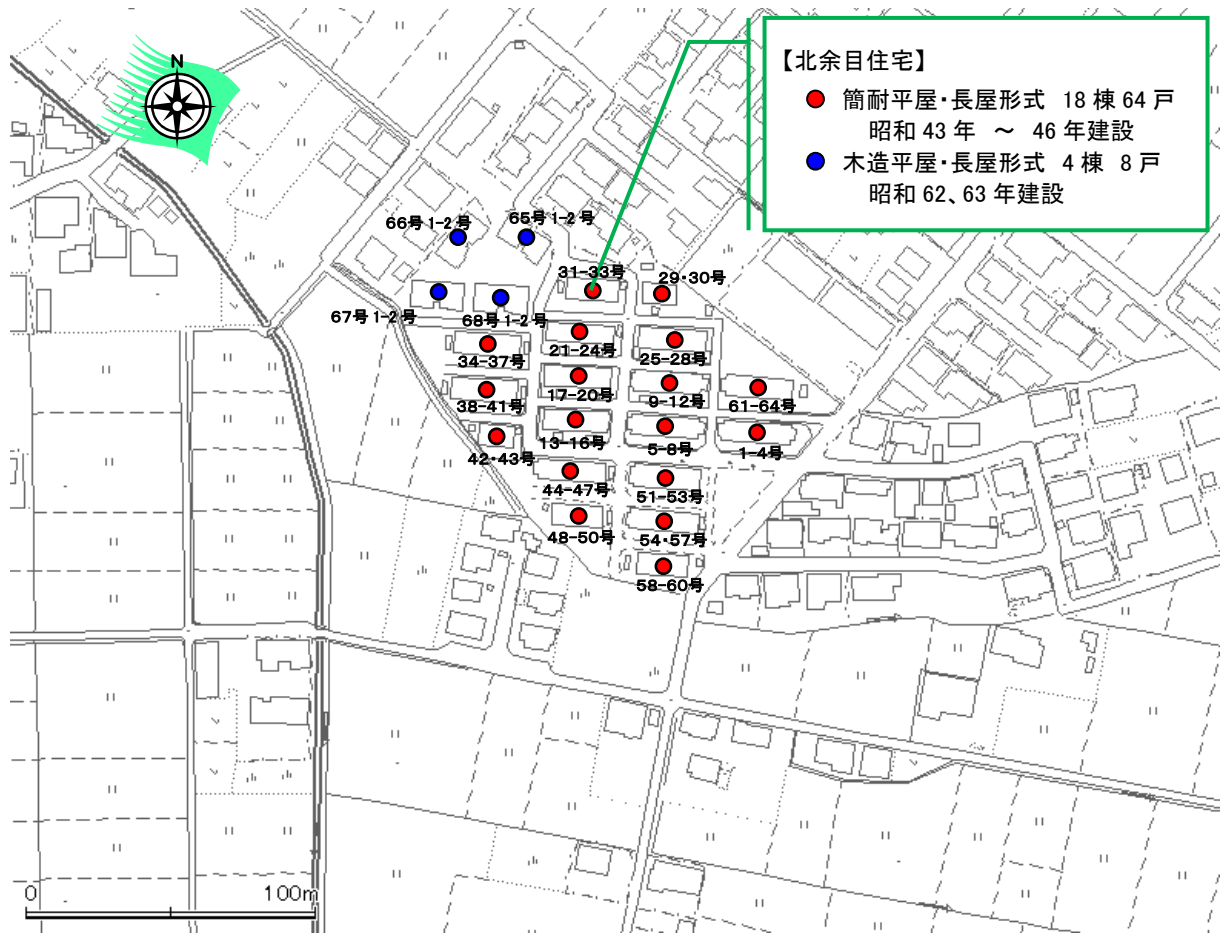 N
【北余目住宅】
簡耐平屋・長屋形式 18 棟 64 戸
昭和 43 年 ～ 46 年建設
木造平屋・長屋形式 4 棟 8 戸
昭和 62、63 年建設
66号 1-2 号
65号 1-2 号
31-33号
29・30号
67号 1-2 号
68号 1-2 号
21-24号
25-28号
34-37号
17-20号
9-12号
61-64号
38-41号
13-16号
5-8号
1-4号
42・43号
44-47号
51-53号
48-50号
54・57号
58-60号
0 100m